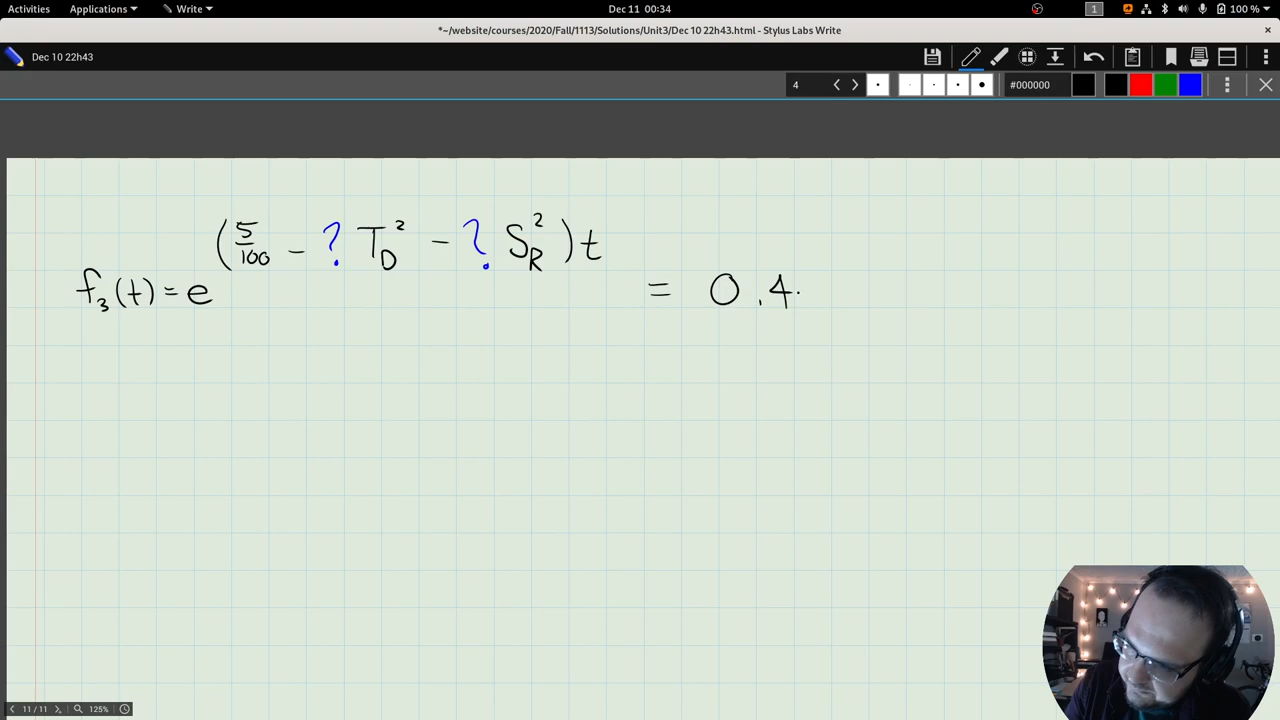 Activities Applications Write Dec 11 00:34 1 100 %
*~/website/courses/2020/Fall/1113/Solutions/Unit3/Dec 10 22h43.html - Stylus Labs Write
Dec 10 22h43
4 #000000
(5/100 - ? T_D^2 - ? S_R^2) t
f_3(t) = e = 0.4
11 / 11 125%